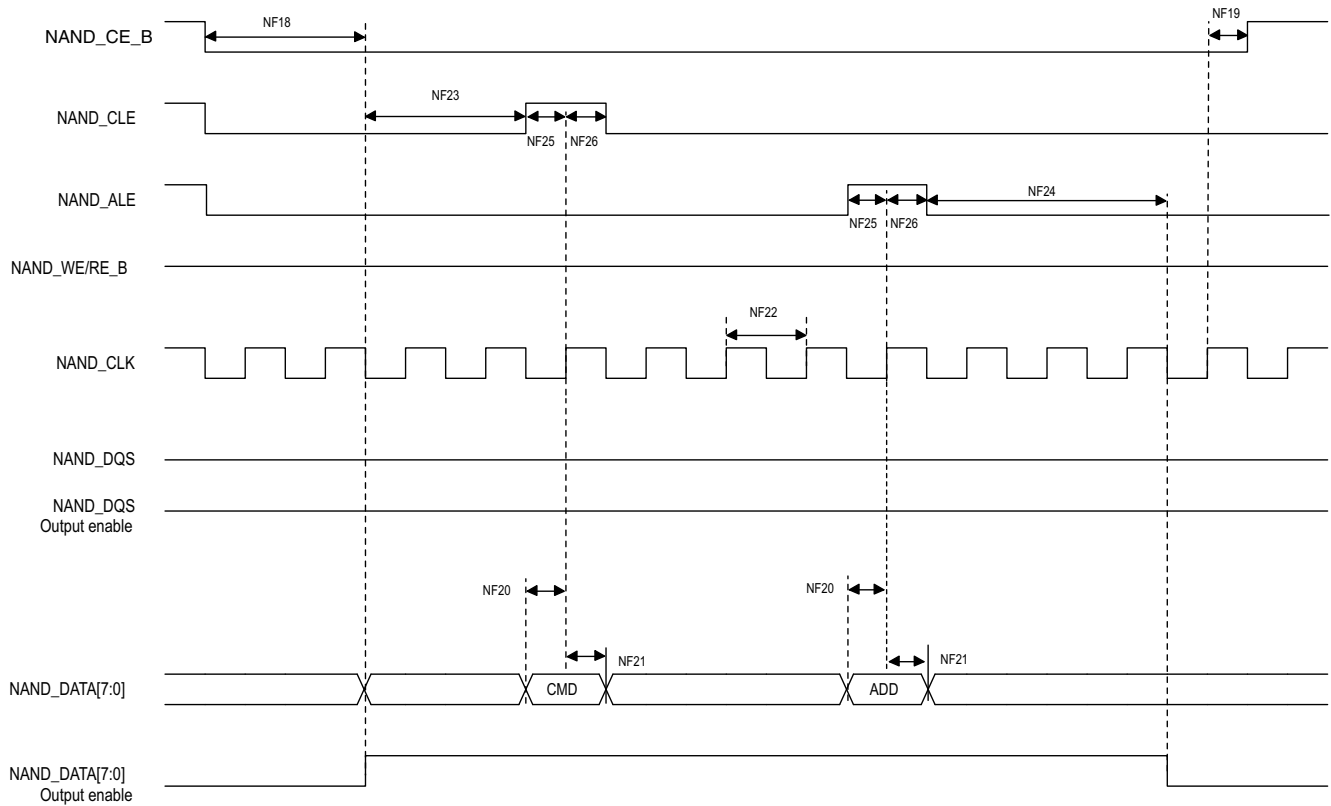 NF18
NF19
NAND_CE_B
NF23
NAND_CLE
NF25 NF26
NAND_ALE
NF24
NF25 NF26
NAND_WE/RE_B
NF22
NAND_CLK
NAND_DQS
NAND_DQS
Output enable
NF20
NF20
NF21
NF21
NAND_DATA[7:0]
CMD
ADD
NAND_DATA[7:0]
Output enable